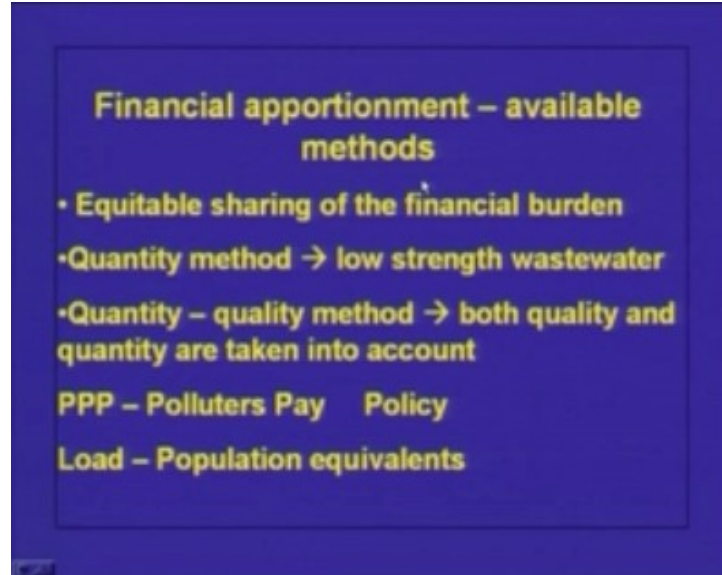 Financial apportionment – available
methods
• Equitable sharing of the financial burden
•Quantity method → low strength wastewater
•Quantity – quality method → both quality and
quantity are taken into account
PPP – Polluters Pay Policy
Load – Population equivalents